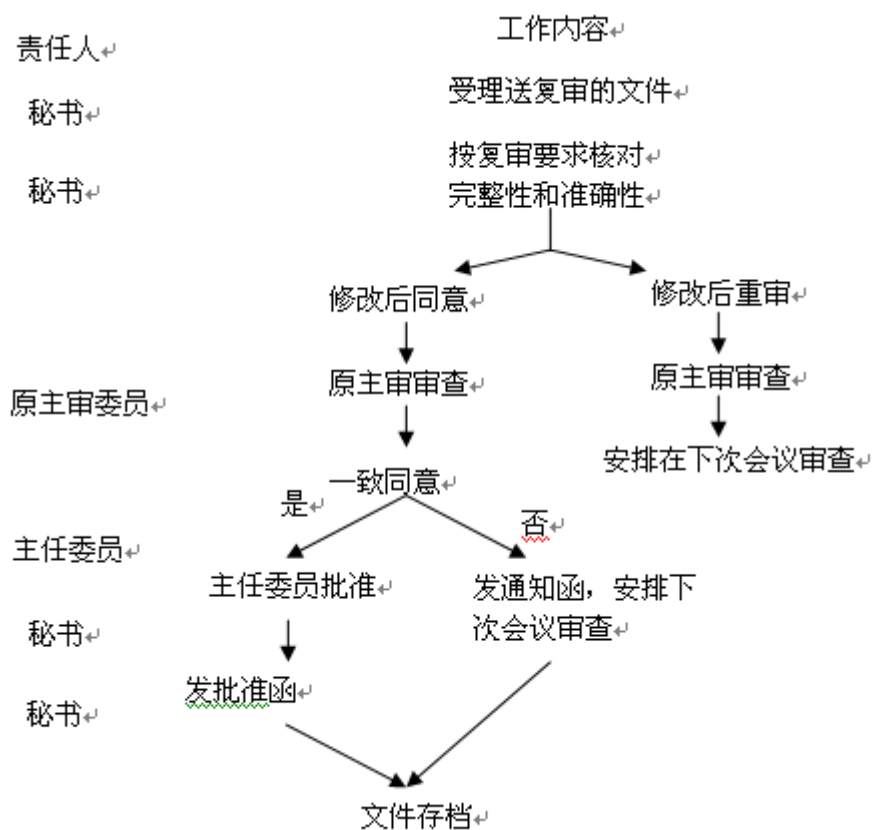 工作内容
责任人
受理送复审的文件
秘书
按复审要求核对
秘书
完整性和准确性
修改后同意
修改后重审
原主审审查
原主审审查
原主审委员
安排在下次会议审查
一致同意
是
否
主任委员
主任委员批准
发通知函，安排下
次会议审查
秘书
发批准函
秘书
文件存档